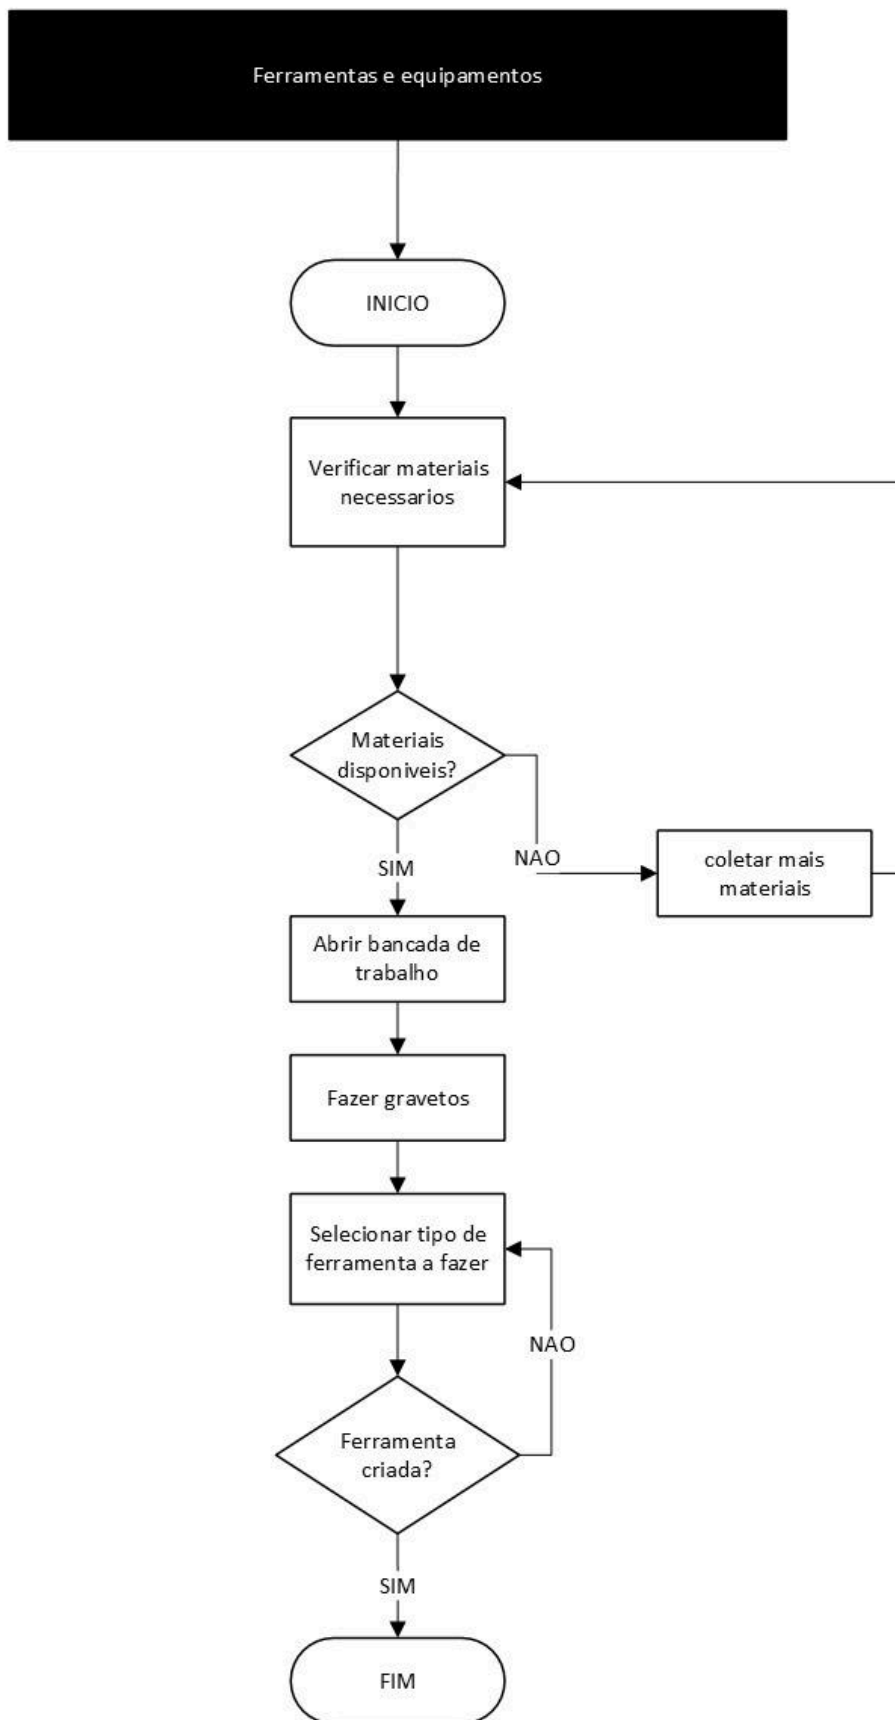 Ferramentas e equipamentos
INICIO
Verificar materiais
necessarios
Materiais
disponiveis?
SIM
NAO
coletar mais
materiais
Abrir bancada de
trabalho
Fazer gravetos
Selecionar tipo de
ferramenta a fazer
NAO
Ferramenta
criada?
SIM
FIM